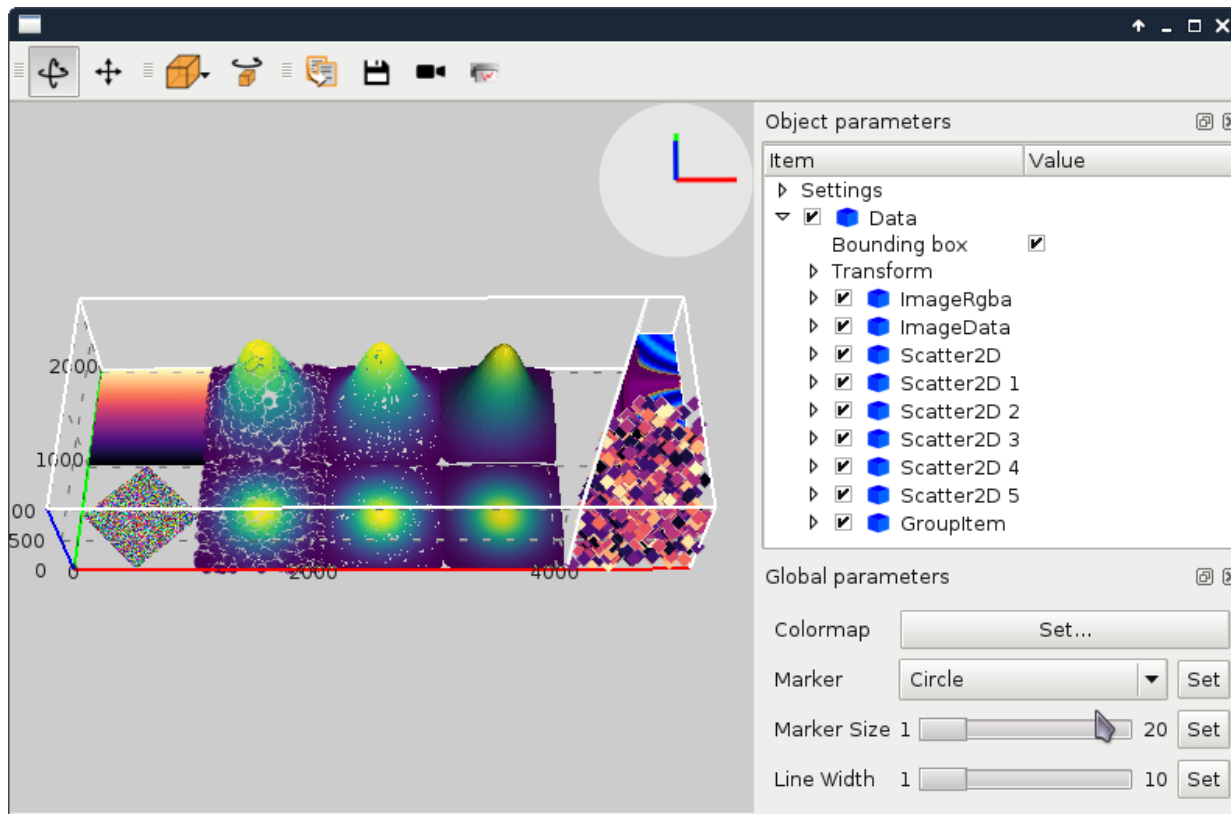 Object parameters
Item Value
Settings
Data
Bounding box
Transform
ImageRgba
ImageData
Scatter2D
Scatter2D 1
Scatter2D 2
Scatter2D 3
Scatter2D 4
Scatter2D 5
GroupItem
2000
1000
00
500
0 0 2000 4000
Global parameters
Colormap Set...
Marker Circle Set
Marker Size 1 20 Set
Line Width 1 10 Set